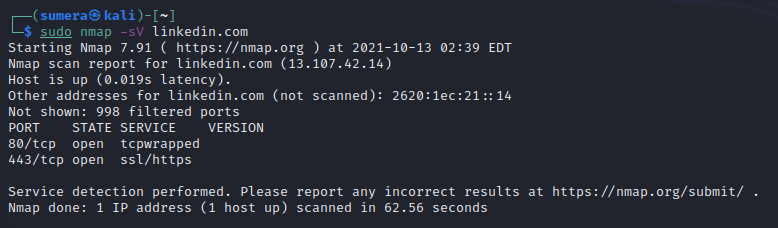 ┌──(sumera㉿kali)-[~]
└─$ sudo nmap -sV linkedin.com
Starting Nmap 7.91 ( https://nmap.org ) at 2021-10-13 02:39 EDT
Nmap scan report for linkedin.com (13.107.42.14)
Host is up (0.019s latency).
Other addresses for linkedin.com (not scanned): 2620:1ec:21::14
Not shown: 998 filtered ports
PORT    STATE SERVICE    VERSION
80/tcp  open  tcpwrapped
443/tcp open  ssl/https

Service detection performed. Please report any incorrect results at https://nmap.org/submit/ .
Nmap done: 1 IP address (1 host up) scanned in 62.56 seconds